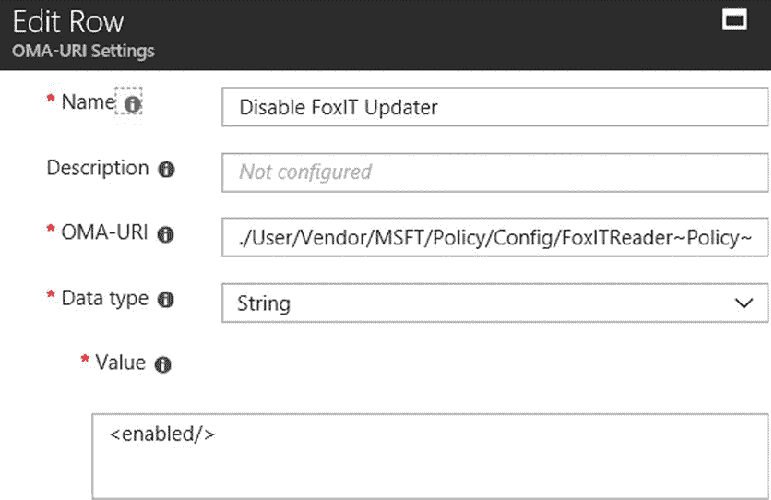 Edit Row
OMA-URI Settings
* Name
Disable FoxIT Updater
Description
Not configured
* OMA-URI
./User/Vendor/MSFT/Policy/Config/FoxITReader~Policy~
* Data type
String
* Value
<enabled/>